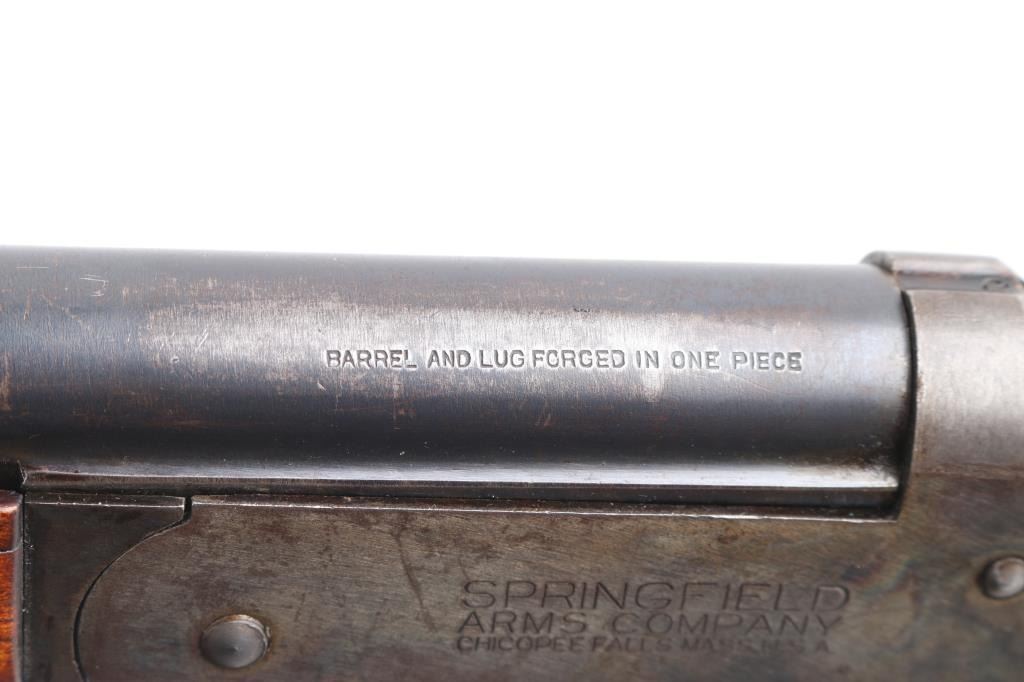 BARREL AND LUG FORGED IN ONE PIECE
SPRINGFIELD
ARMS COMPANY
CHICOPEE FALLS MASS. U.S.A.